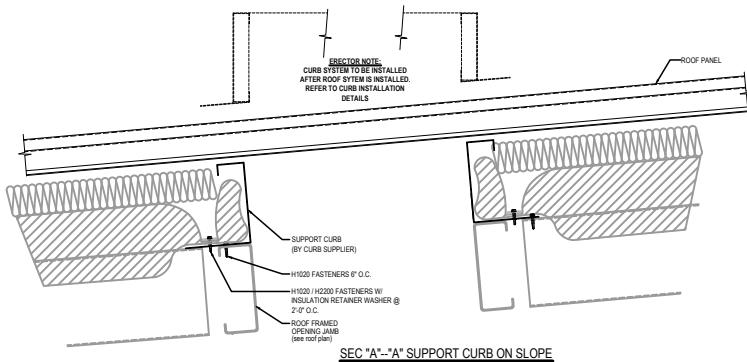 ERECTOR NOTE:
CURB SYSTEM TO BE INSTALLED
AFTER ROOF SYTEM IS INSTALLED.
REFER TO CURB INSTALLATION
DETAILS
ROOF PANEL
SUPPORT CURB
(BY CURB SUPPLIER)
H1020 FASTENERS 6" O.C.
H1020 / H2200 FASTENERS W/
INSULATION RETAINER WASHER @
2'-0" O.C.
ROOF FRAMED
OPENING JAMB
(see roof plan)
SEC "A"--"A" SUPPORT CURB ON SLOPE